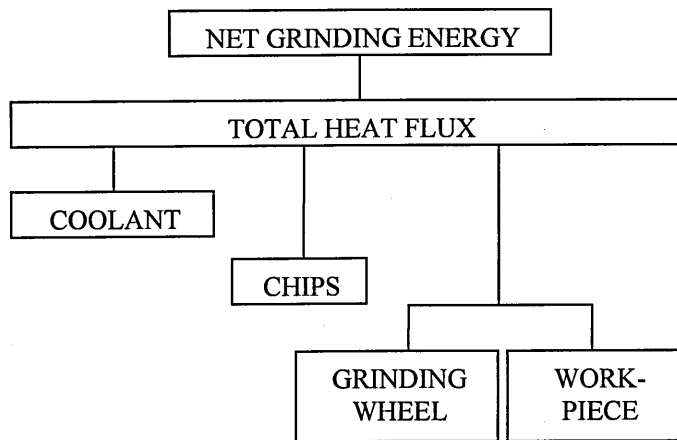 NET GRINDING ENERGY
TOTAL HEAT FLUX
COOLANT
CHIPS
GRINDING
WHEEL
WORK-
PIECE